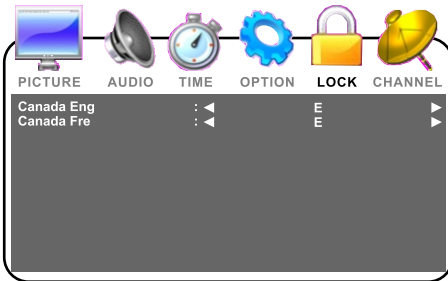 PICTURE AUDIO TIME OPTION LOCK CHANNEL
Canada Eng : ◀ E ▶
Canada Fre : ◀ E ▶